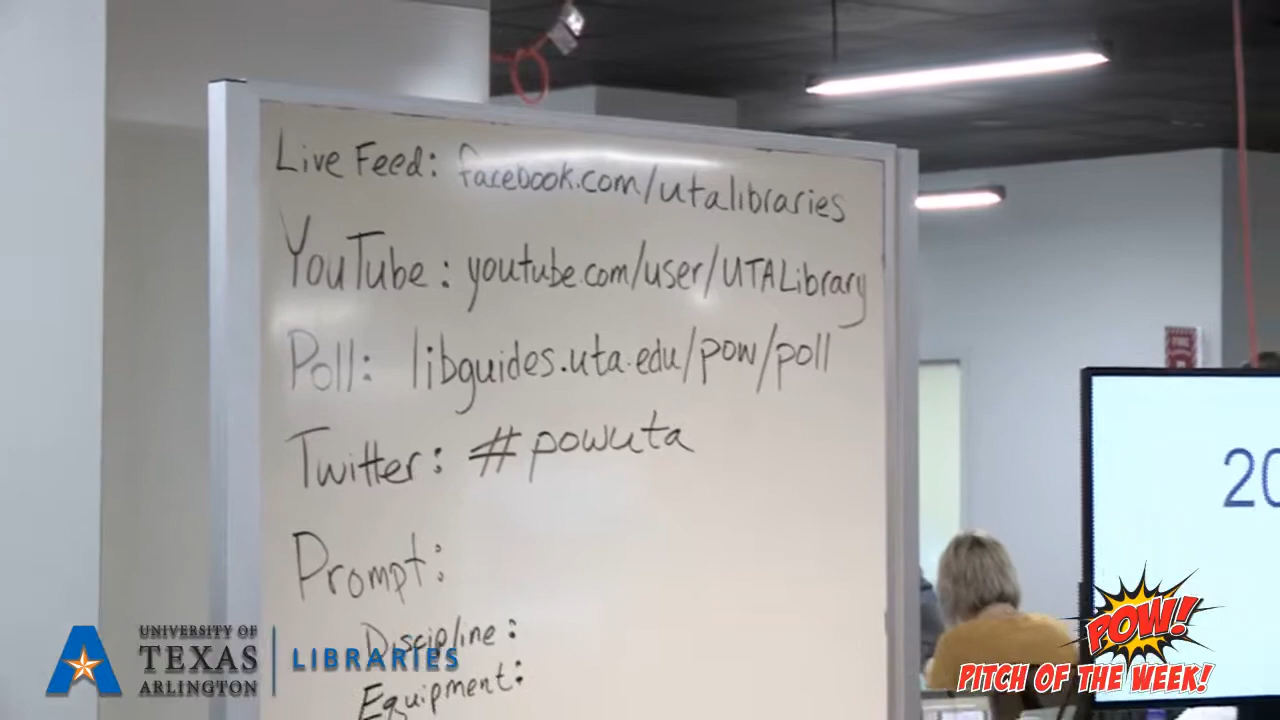 Live Feed: facebook.com/utalibraries
YouTube: youtube.com/user/UTALibrary
Poll: libguides.uta.edu/pow/poll
Twitter: #powuta
Prompt:
Discipline:
Equipment:
FIRE
20
UNIVERSITY OF
TEXAS
ARLINGTON
LIBRARIES
POW!
PITCH OF THE WEEK!